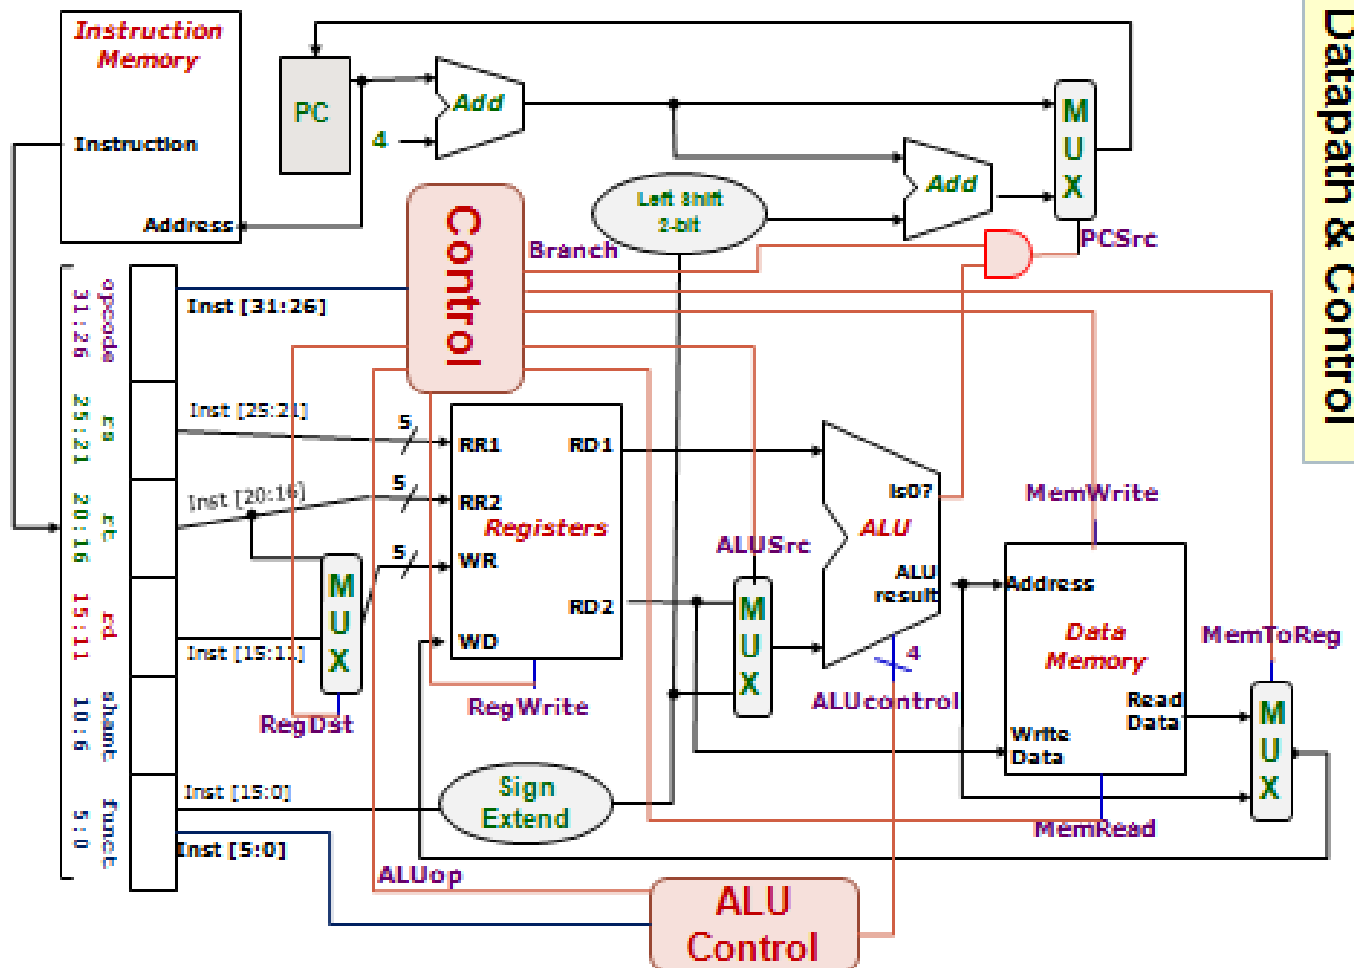 Instruction
Memory
Instruction
Address
PC
4
Add
Add
MUX
Left Shift
2-bit
PCSrc
Datapath & Control
Control
Branch
opcode
31:26
Inst [31:26]
rs
25:21
Inst [25:21]
5
RR1
RD1
rt
20:16
Inst [20:16]
5
RR2
Registers
5
WR
RD2
WD
MUX
rd
15:11
Inst [15:11]
RegDst
RegWrite
ALUSrc
MUX
is0?
ALU
ALU
result
4
ALUcontrol
MemWrite
Address
Data
Memory
Read
Data
Write
Data
MemToReg
MUX
MemRead
shamt
10:6
Inst [15:0]
Sign
Extend
funct
5:0
Inst [5:0]
ALUop
ALU
Control